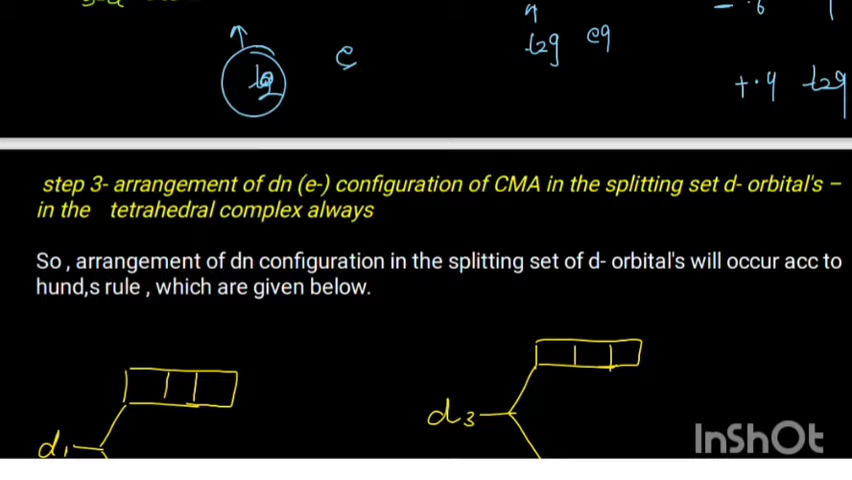 - .6
t2g eg
e
+.4 t2g
step 3- arrangement of dn (e-) configuration of CMA in the splitting set d- orbital's –
in the tetrahedral complex always
So , arrangement of dn configuration in the splitting set of d- orbital's will occur acc to
hund,s rule , which are given below.
d3
d1
InShOt